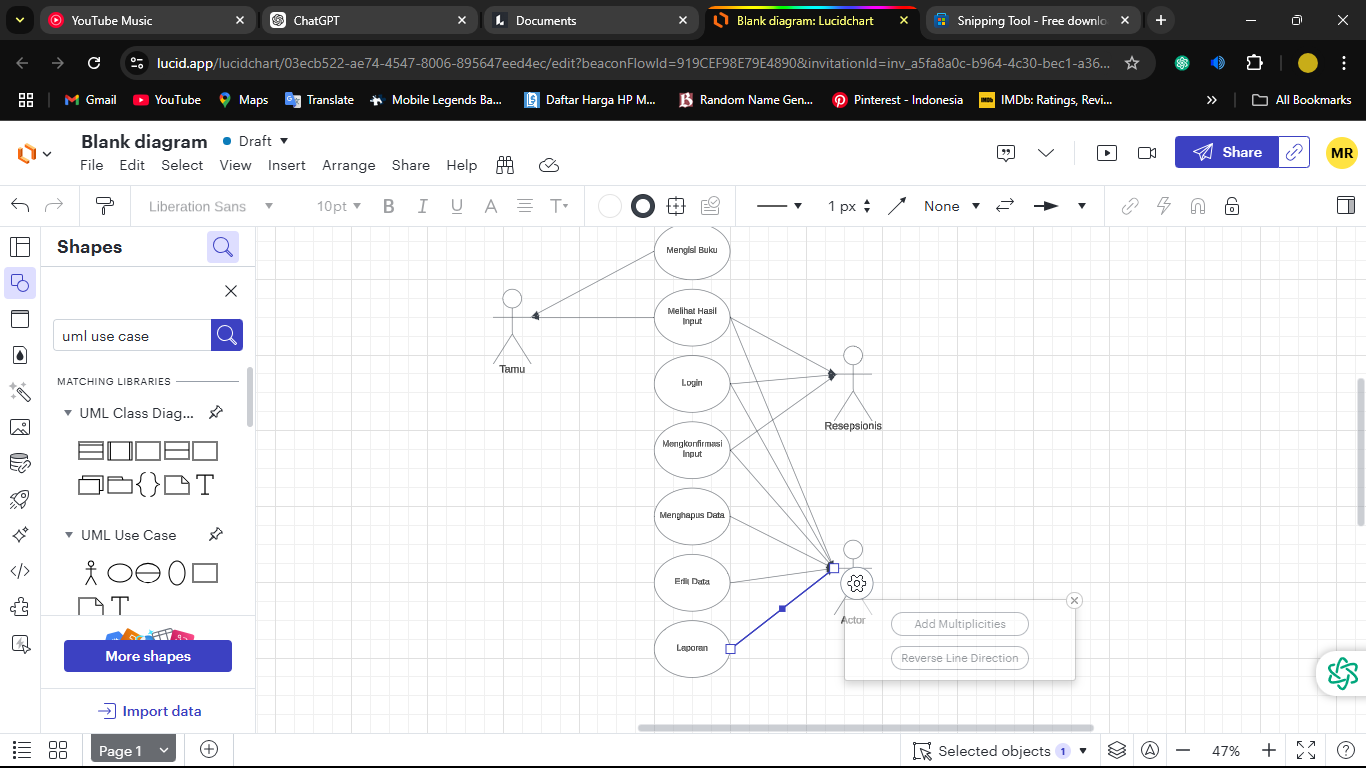 YouTube Music
ChatGPT
Documents
Blank diagram: Lucidchart
Snipping Tool - Free downlo
lucid.app/lucidchart/03ecb522-ae74-4547-8006-895647eed4ec/edit?beaconFlowId=919CEF98E79E4890&invitationId=inv_a5fa8a0c-b964-4c30-bec1-a36...
Gmail
YouTube
Maps
Translate
Mobile Legends Ba...
Daftar Harga HP M...
Random Name Gen...
Pinterest - Indonesia
IMDb: Ratings, Revi...
All Bookmarks
Blank diagram
Draft
File Edit Select View Insert Arrange Share Help
Share
MR
Liberation Sans
10pt
B I U A T
1 px
None
Shapes
uml use case
MATCHING LIBRARIES
UML Class Diag...
UML Use Case
More shapes
Import data
Mengisi Buku
Melihat Hasil
Input
Login
Mengkonfirmasi
Input
Menghapus Data
Edit Data
Laporan
Tamu
Resepsionis
Actor
Add Multiplicities
Reverse Line Direction
Page 1
Selected objects 1
47%